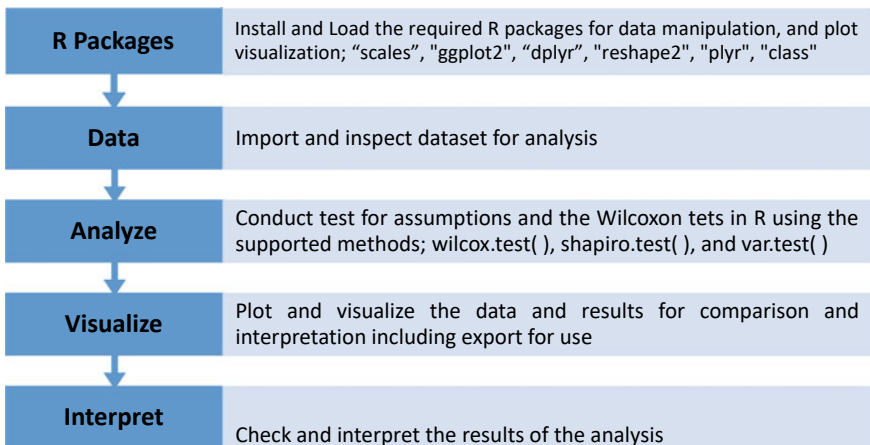 R Packages
Install and Load the required R packages for data manipulation, and plot
visualization; “scales”, "ggplot2", “dplyr”, "reshape2", "plyr", "class"
Data
Import and inspect dataset for analysis
Analyze
Conduct test for assumptions and the Wilcoxon tets in R using the
supported methods; wilcox.test( ), shapiro.test( ), and var.test( )
Visualize
Plot and visualize the data and results for comparison and
interpretation including export for use
Interpret
Check and interpret the results of the analysis